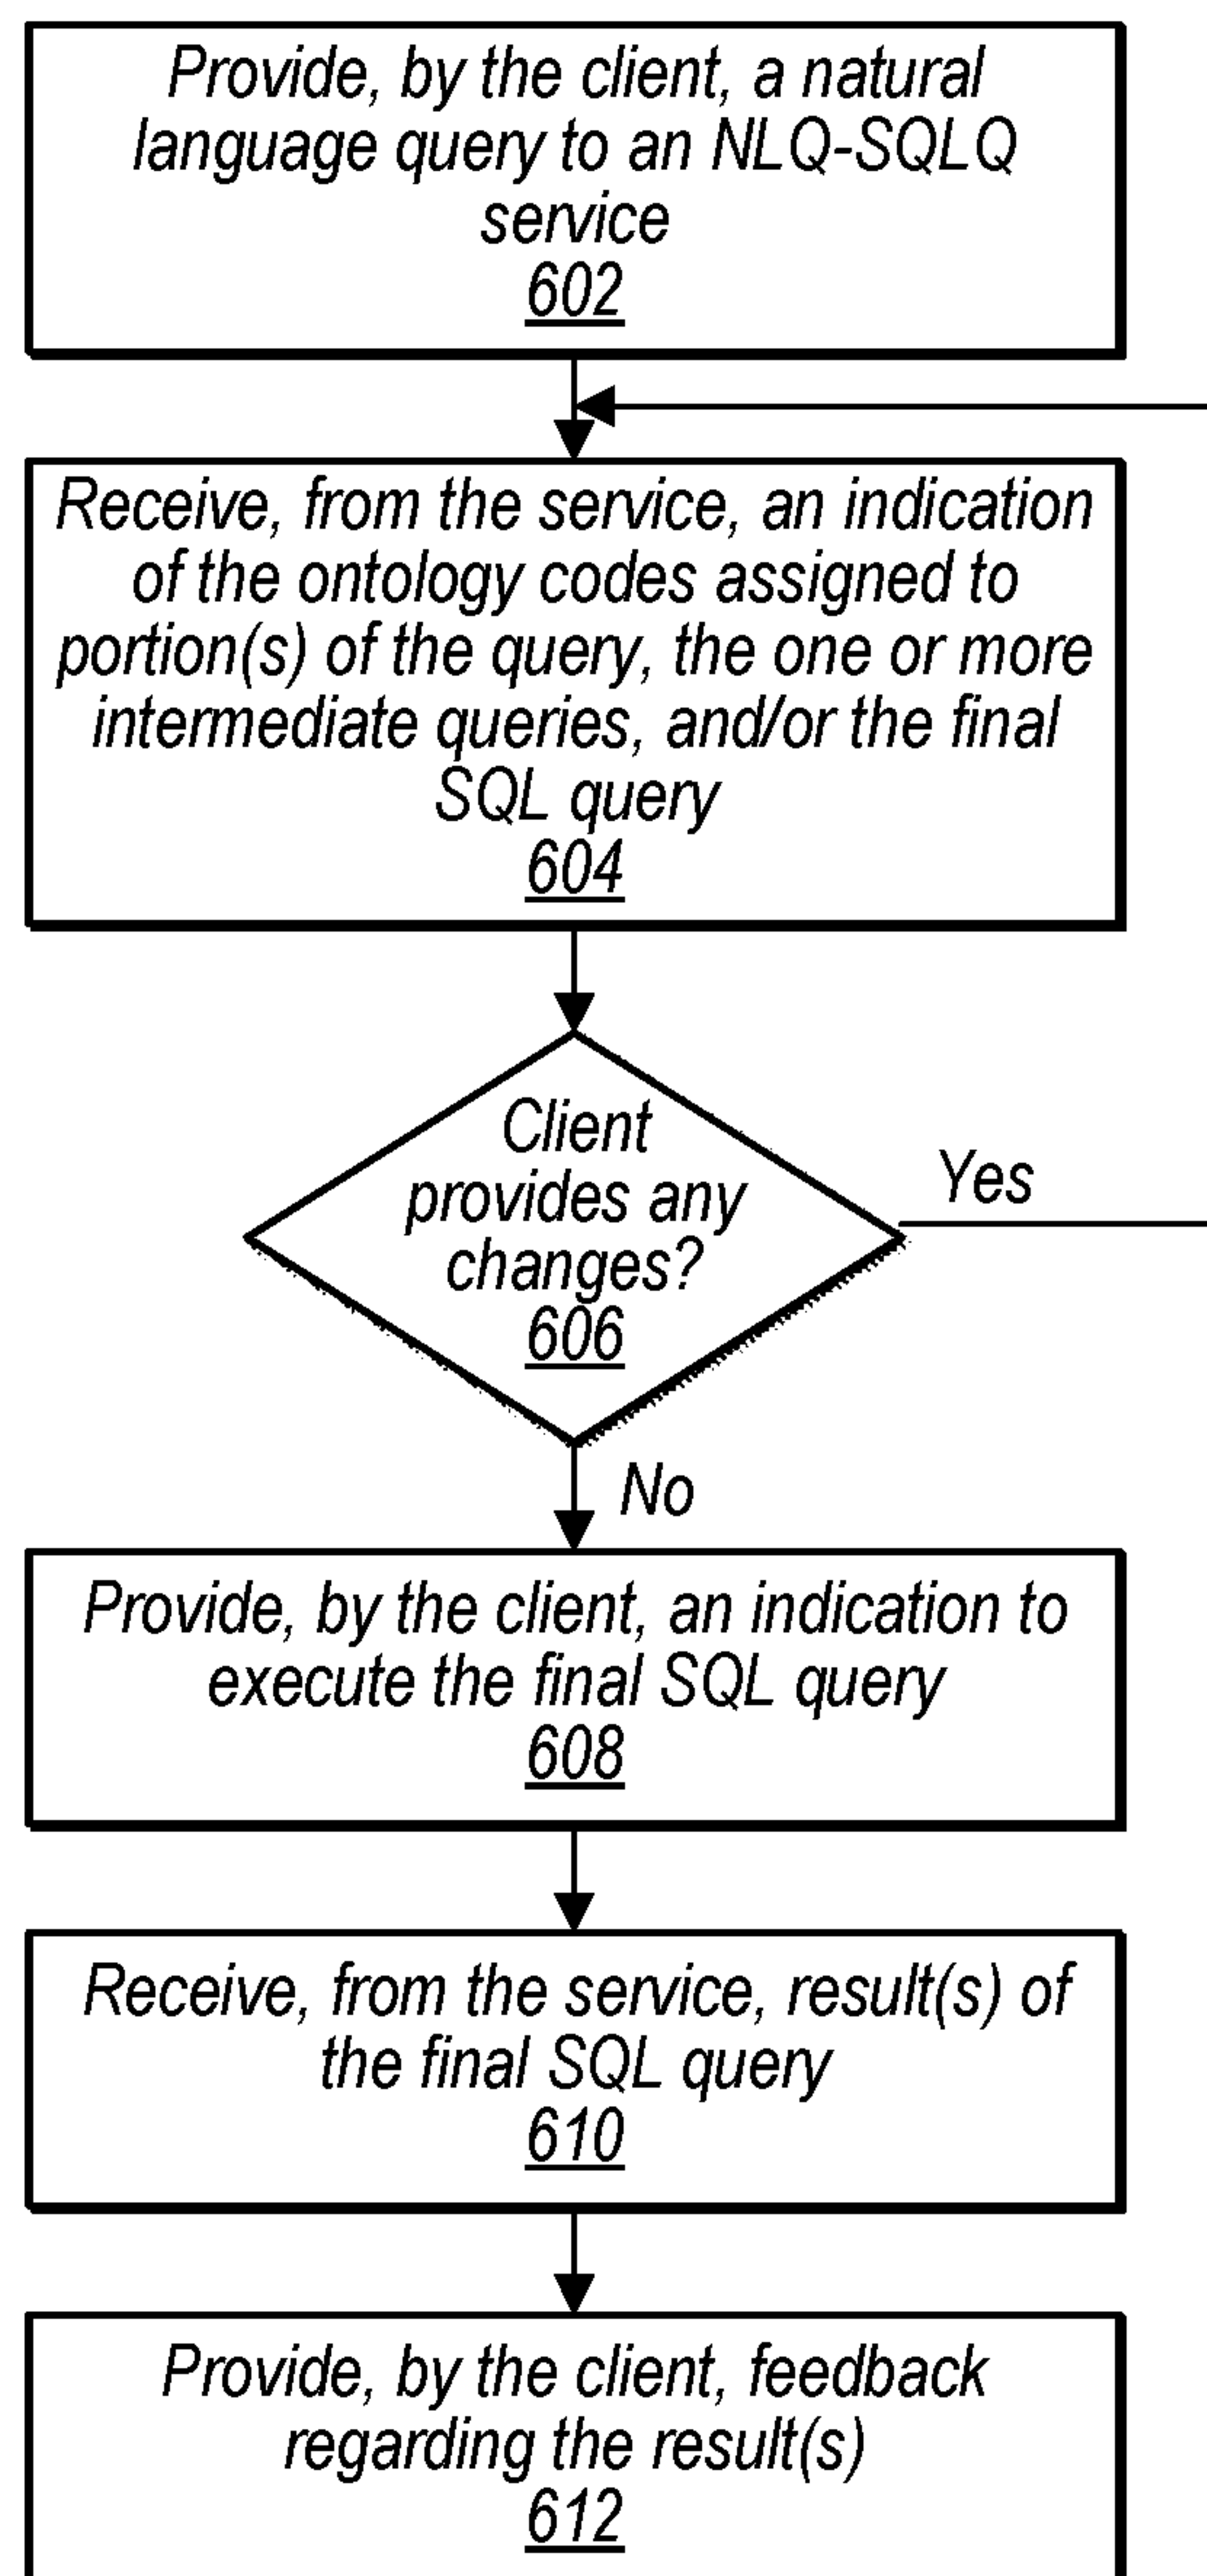 Provide, by the client, a natural
language query to an NLQ-SQLQ
service
602
Receive, from the service, an indication
of the ontology codes assigned to
portion(s) of the query, the one or more
intermediate queries, and/or the final
SQL query
604
Client
provides any
changes?
606
Yes
No
Provide, by the client, an indication to
execute the final SQL query
608
Receive, from the service, result(s) of
the final SQL query
610
Provide, by the client, feedback
regarding the result(s)
612